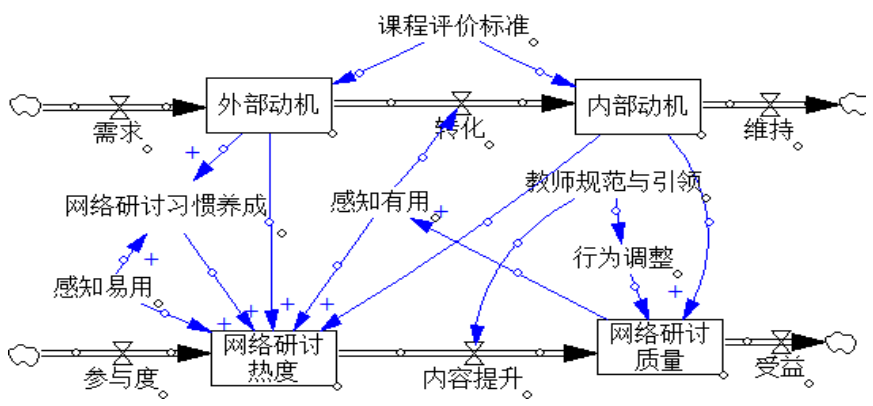 课程评价标准
外部动机
内部动机
需求
转化
维持
网络研讨习惯养成
感知有用
教师规范与引领
行为调整
感知易用
网络研讨
热度
网络研讨
质量
参与度
内容提升
受益